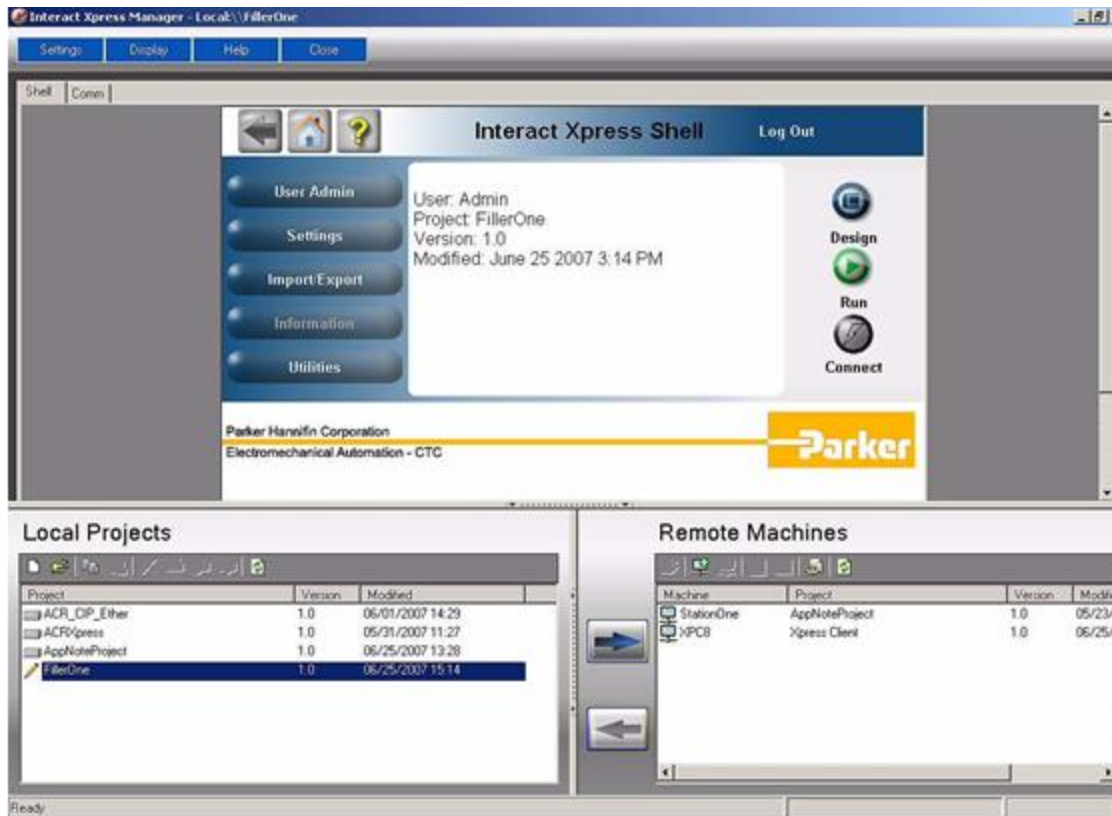 Interact Xpress Manager - Local:\\FillerOne
Settings Display Help Close
Shell Comm
Interact Xpress Shell Log Out
User Admin
Settings
Import/Export
Information
Utilities
User: Admin
Project: FillerOne
Version: 1.0
Modified: June 25 2007 3:14 PM
Design
Run
Connect
Parker Hannifin Corporation
Electromechanical Automation - CTC
Parker
Local Projects
Project Version Modified
ACR_CIP_Ether 1.0 06/01/2007 14:29
ACRXpress 1.0 05/31/2007 11:27
AppNoteProject 1.0 06/25/2007 13:28
FillerOne 1.0 06/25/2007 15:14
Remote Machines
Machine Project Version Modifi
StationOne AppNoteProject 1.0 05/23/
XPC8 Xpress Client 1.0 06/25/
Ready